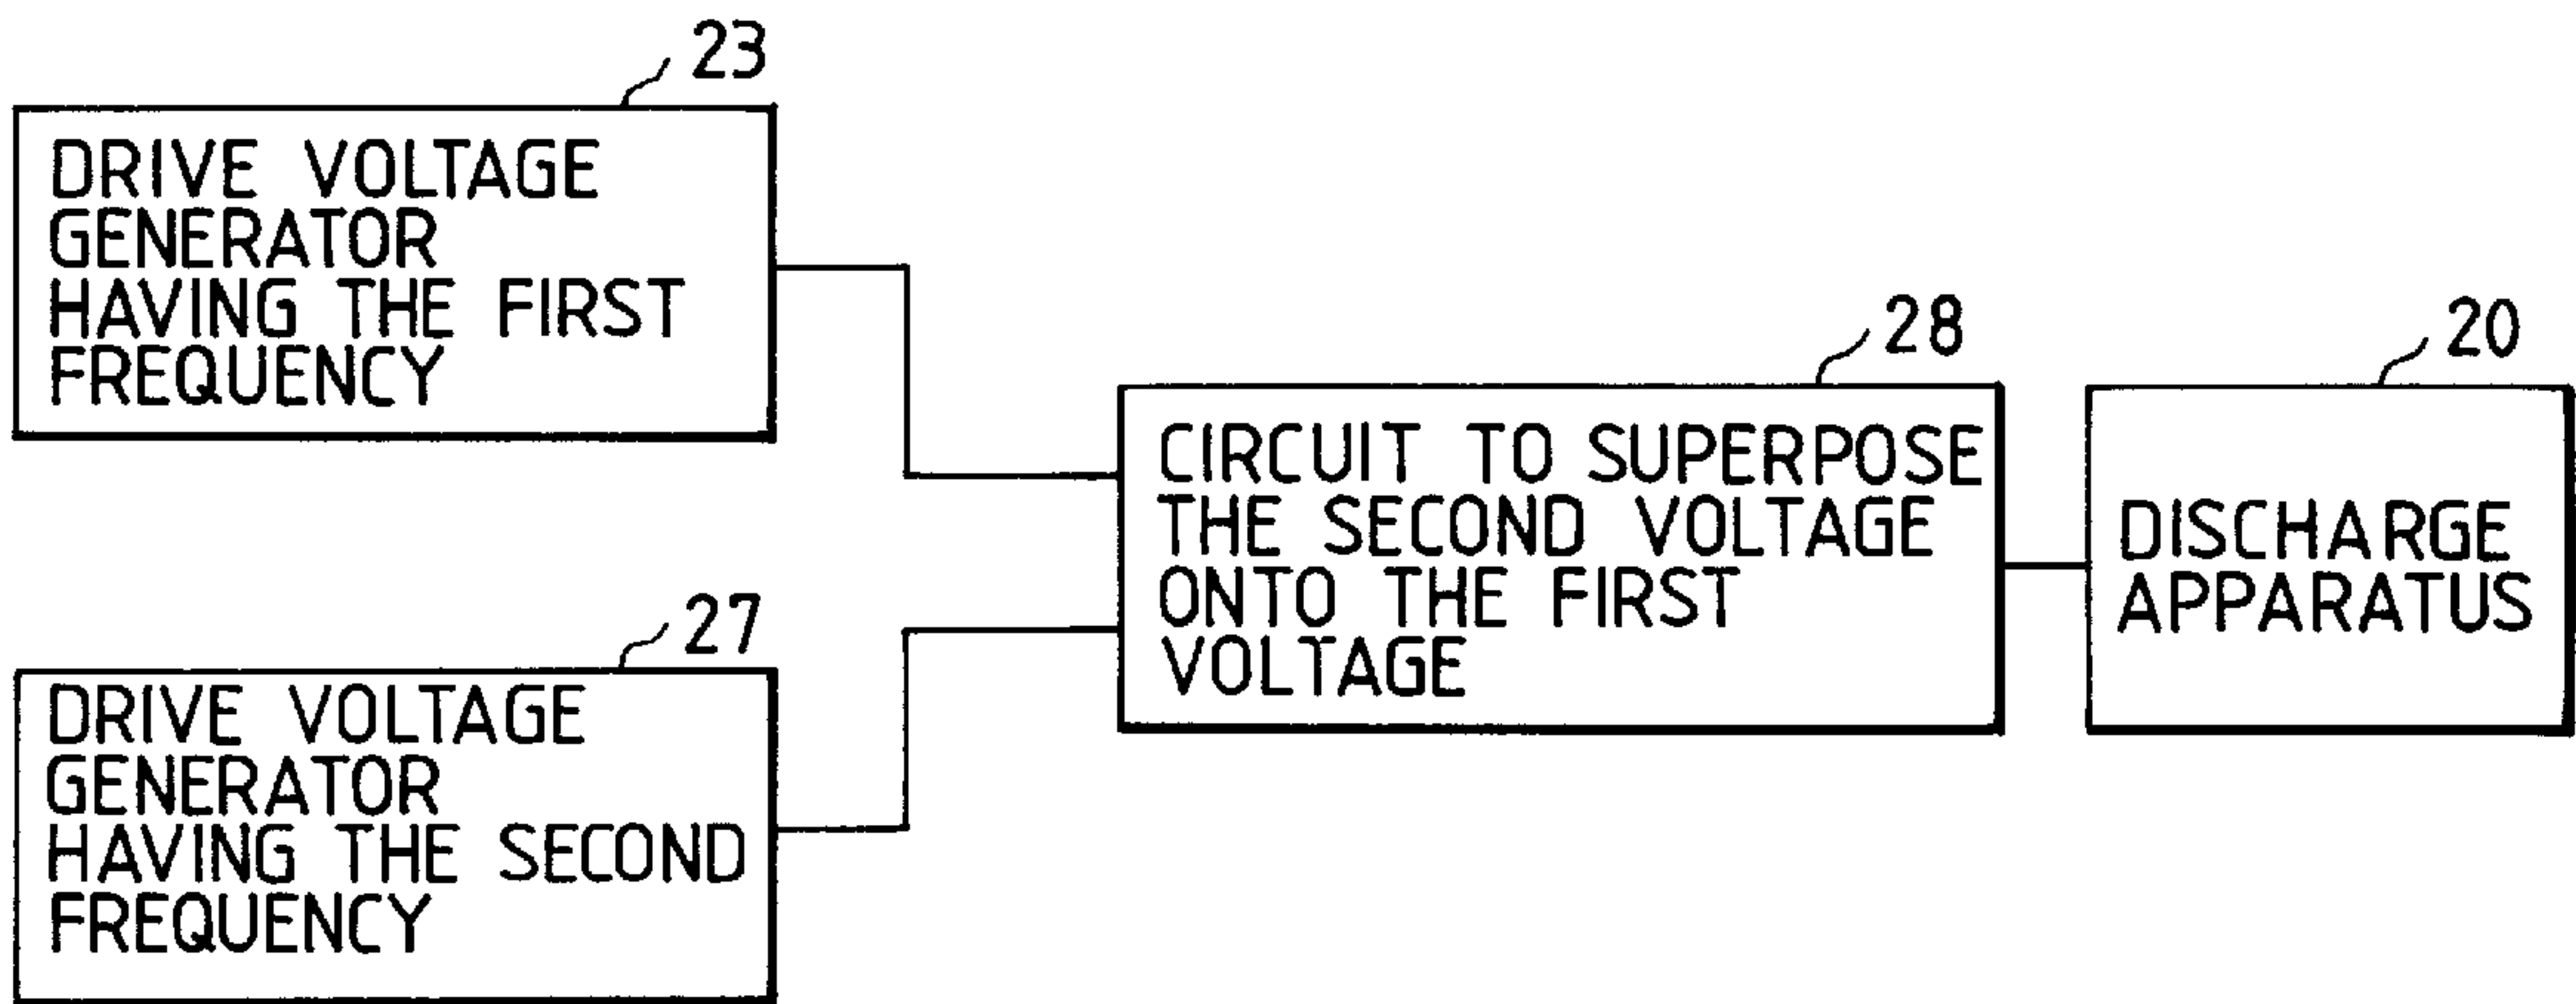 23
DRIVE VOLTAGE
GENERATOR
HAVING THE FIRST
FREQUENCY
27
DRIVE VOLTAGE
GENERATOR
HAVING THE SECOND
FREQUENCY
28
CIRCUIT TO SUPERPOSE
THE SECOND VOLTAGE
ONTO THE FIRST
VOLTAGE
20
DISCHARGE
APPARATUS